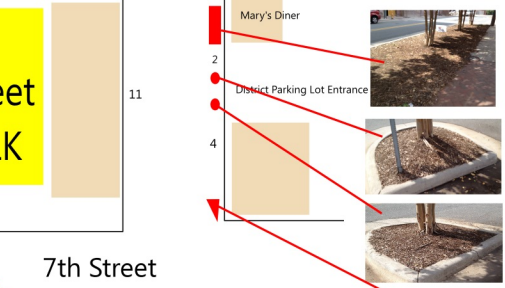 Mary's Diner
2
District Parking Lot Entrance
eet
K
11
4
7th Street